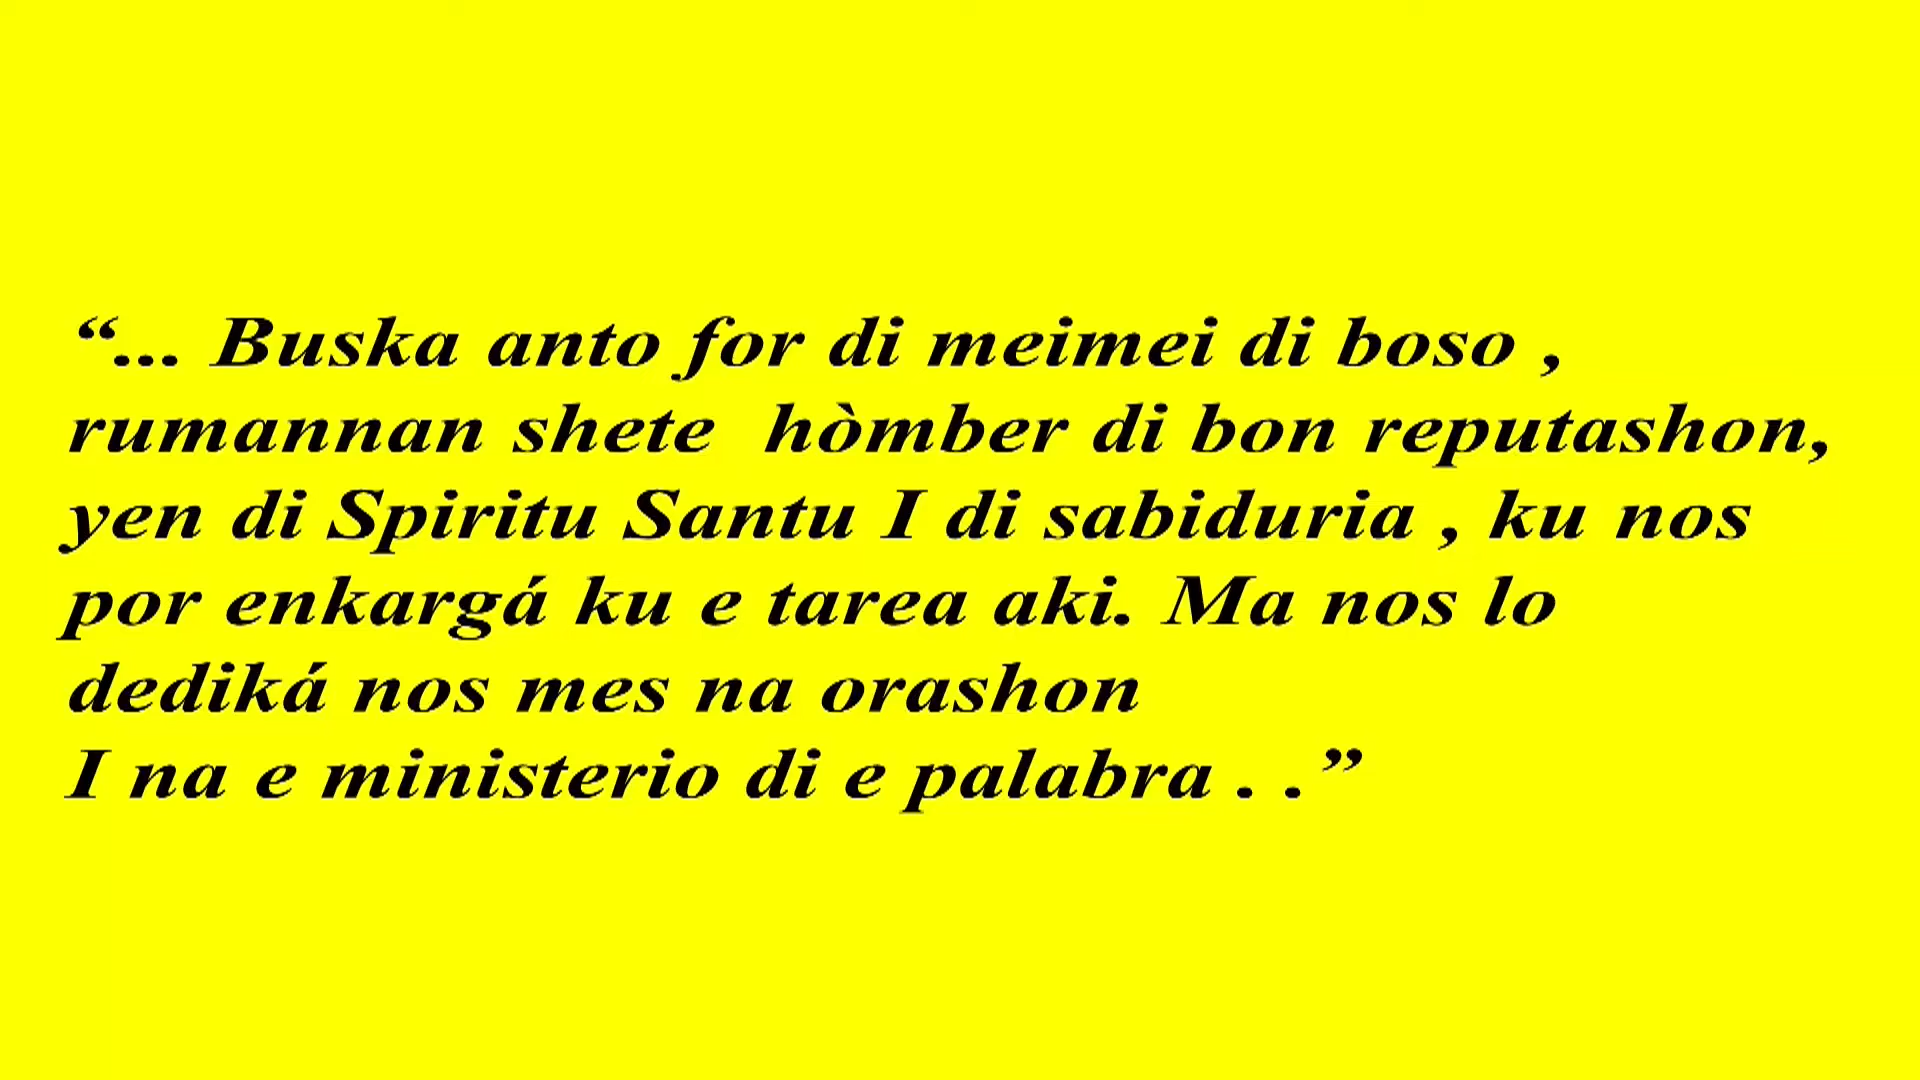 “... Buska anto for di meimei di boso ,
rumannan shete  hòmber di bon reputashon,
yen di Spiritu Santu I di sabiduria , ku nos
por enkargá ku e tarea aki. Ma nos lo
dediká nos mes na orashon
I na e ministerio di e palabra . .”